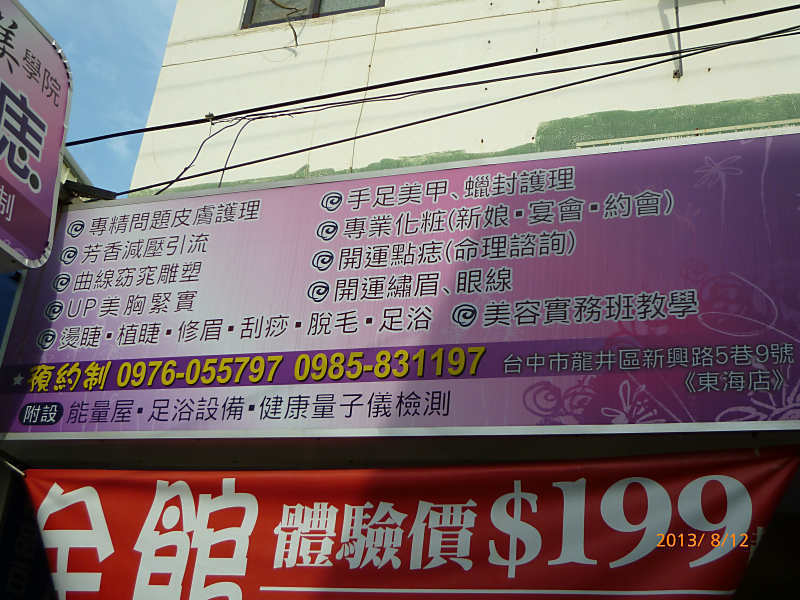 美學院
痣
制
專精問題皮膚護理
芳香減壓引流
曲線窈窕雕塑
UP美胸緊實
燙睫·植睫·修眉·刮痧·脫毛·足浴
手足美甲、蠟封護理
專業化粧(新娘·宴會·約會)
開運點痣(命理諮詢)
開運繡眉、眼線
美容實務班教學
預約制 0976-055797 0985-831197
台中市龍井區新興路5巷9號
《東海店》
附設 能量屋·足浴設備·健康量子儀檢測
全館體驗價$199
2013/ 8/12